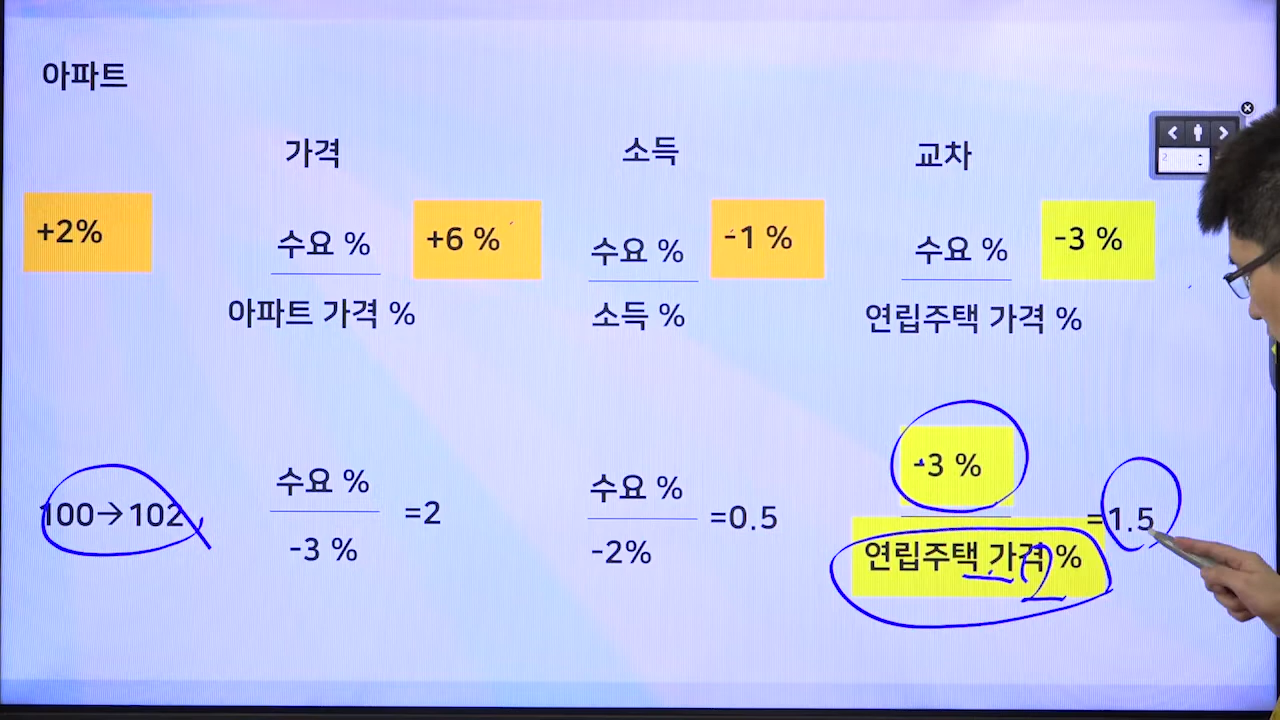 아파트
가격
소득
교차
+2%
수요 %
아파트 가격 %
+6 %
수요 %
소득 %
-1 %
수요 %
연립주택 가격 %
-3 %
2
100→102
수요 %
-3 %
=2
수요 %
-2%
=0.5
-3 %
연립주택 가격 %
-2
=1.5